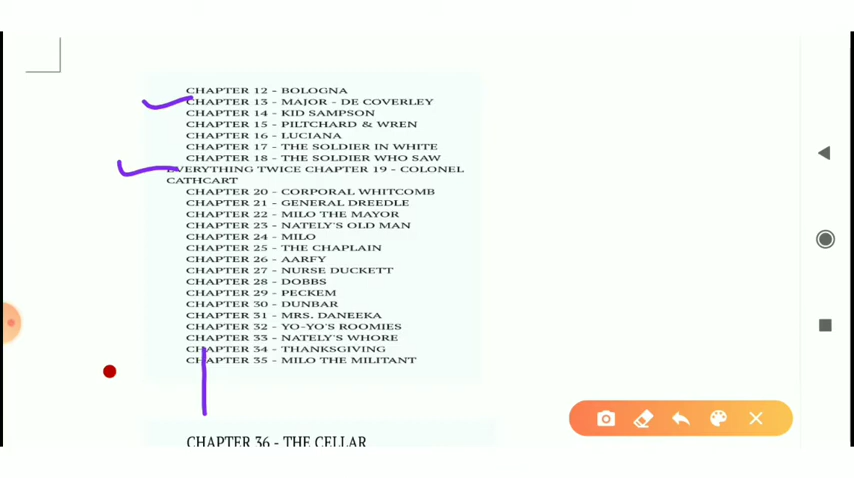 CHAPTER 12 - BOLOGNA
CHAPTER 13 - MAJOR - DE COVERLEY
CHAPTER 14 - KID SAMPSON
CHAPTER 15 - PILTCHARD & WREN
CHAPTER 16 - LUCIANA
CHAPTER 17 - THE SOLDIER IN WHITE
CHAPTER 18 - THE SOLDIER WHO SAW
EVERYTHING TWICE CHAPTER 19 - COLONEL
CATHCART
CHAPTER 20 - CORPORAL WHITCOMB
CHAPTER 21 - GENERAL DREEDLE
CHAPTER 22 - MILO THE MAYOR
CHAPTER 23 - NATELY'S OLD MAN
CHAPTER 24 - MILO
CHAPTER 25 - THE CHAPLAIN
CHAPTER 26 - AARFY
CHAPTER 27 - NURSE DUCKETT
CHAPTER 28 - DOBBS
CHAPTER 29 - PECKEM
CHAPTER 30 - DUNBAR
CHAPTER 31 - MRS. DANEEKA
CHAPTER 32 - YO-YO'S ROOMIES
CHAPTER 33 - NATELY'S WHORE
CHAPTER 34 - THANKSGIVING
CHAPTER 35 - MILO THE MILITANT
CHAPTER 36 - THE CELLAR